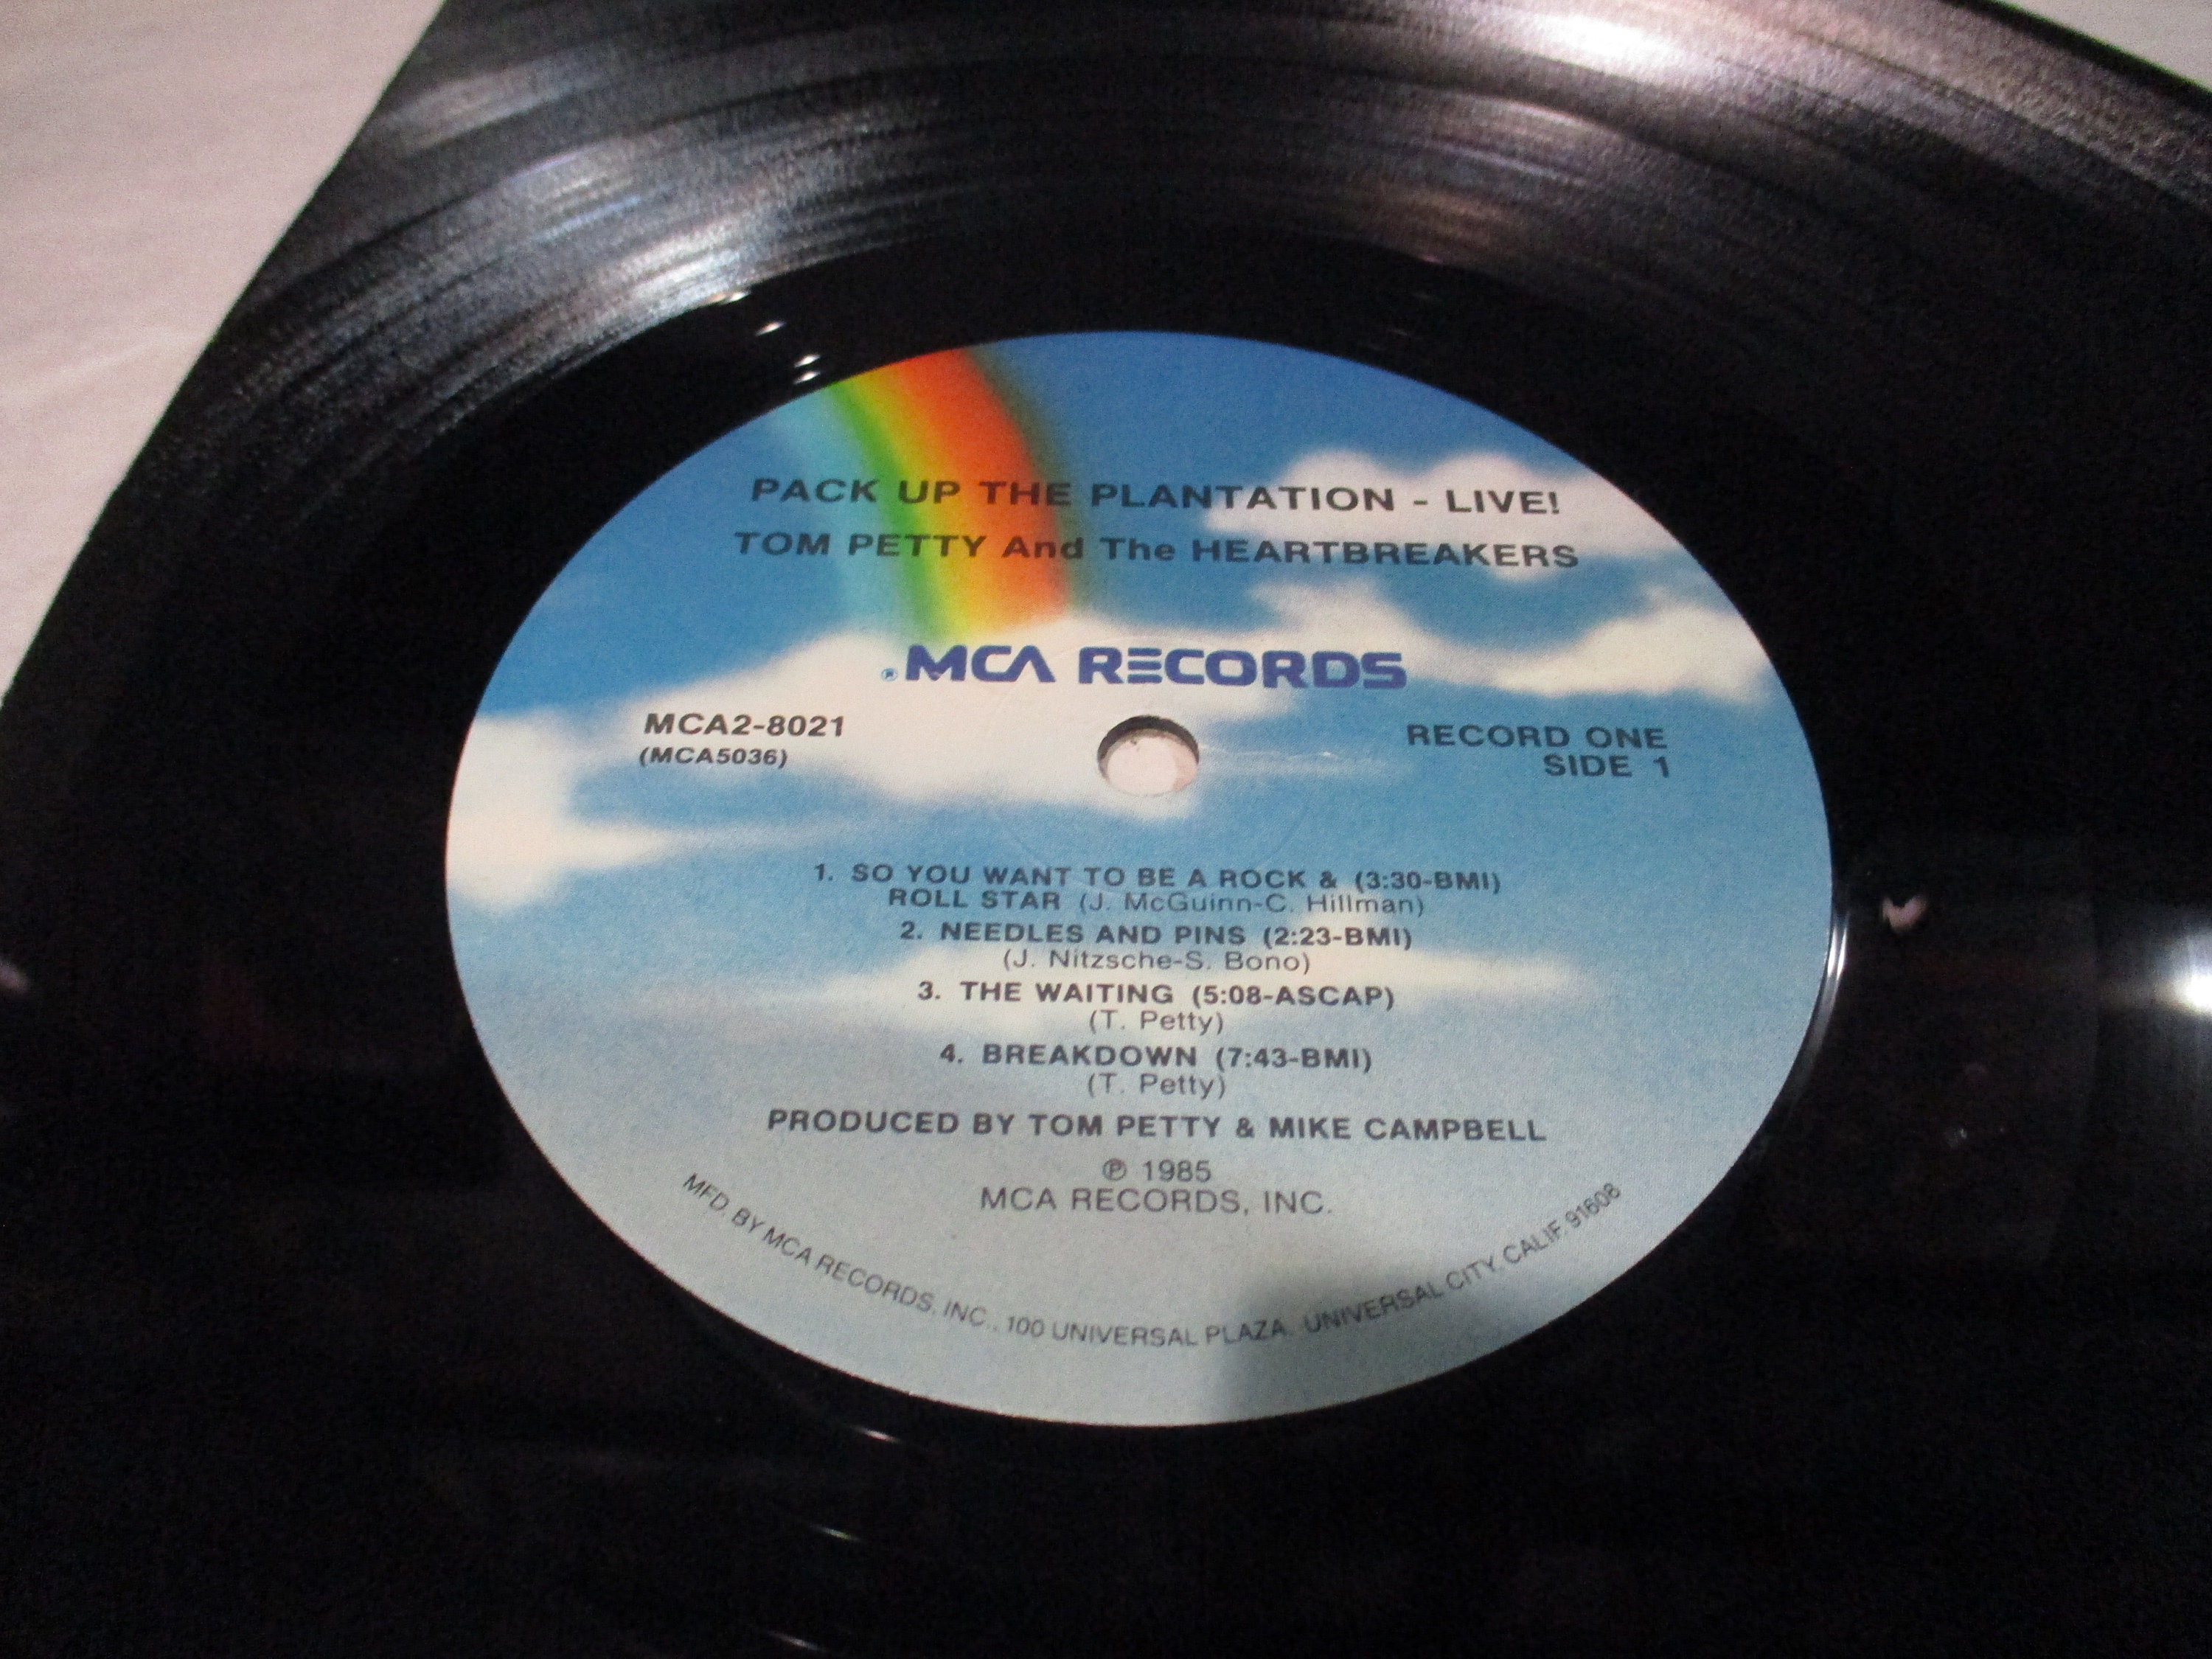 PACK UP THE PLANTATION - LIVE!
TOM PETTY And The HEARTBREAKERS
® MCA RECORDS
MCA2-8021
(MCA5036)
RECORD ONE
SIDE 1
1. SO YOU WANT TO BE A ROCK & (3:30-BMI)
ROLL STAR (J. McGuinn-C. Hillman)
2. NEEDLES AND PINS (2:23-BMI)
(J. Nitzsche-S. Bono)
3. THE WAITING (5:08-ASCAP)
(T. Petty)
4. BREAKDOWN (7:43-BMI)
(T. Petty)
PRODUCED BY TOM PETTY & MIKE CAMPBELL
℗ 1985
MCA RECORDS, INC.
MFD. BY MCA RECORDS, INC., 100 UNIVERSAL PLAZA, UNIVERSAL CITY, CALIF. 91608